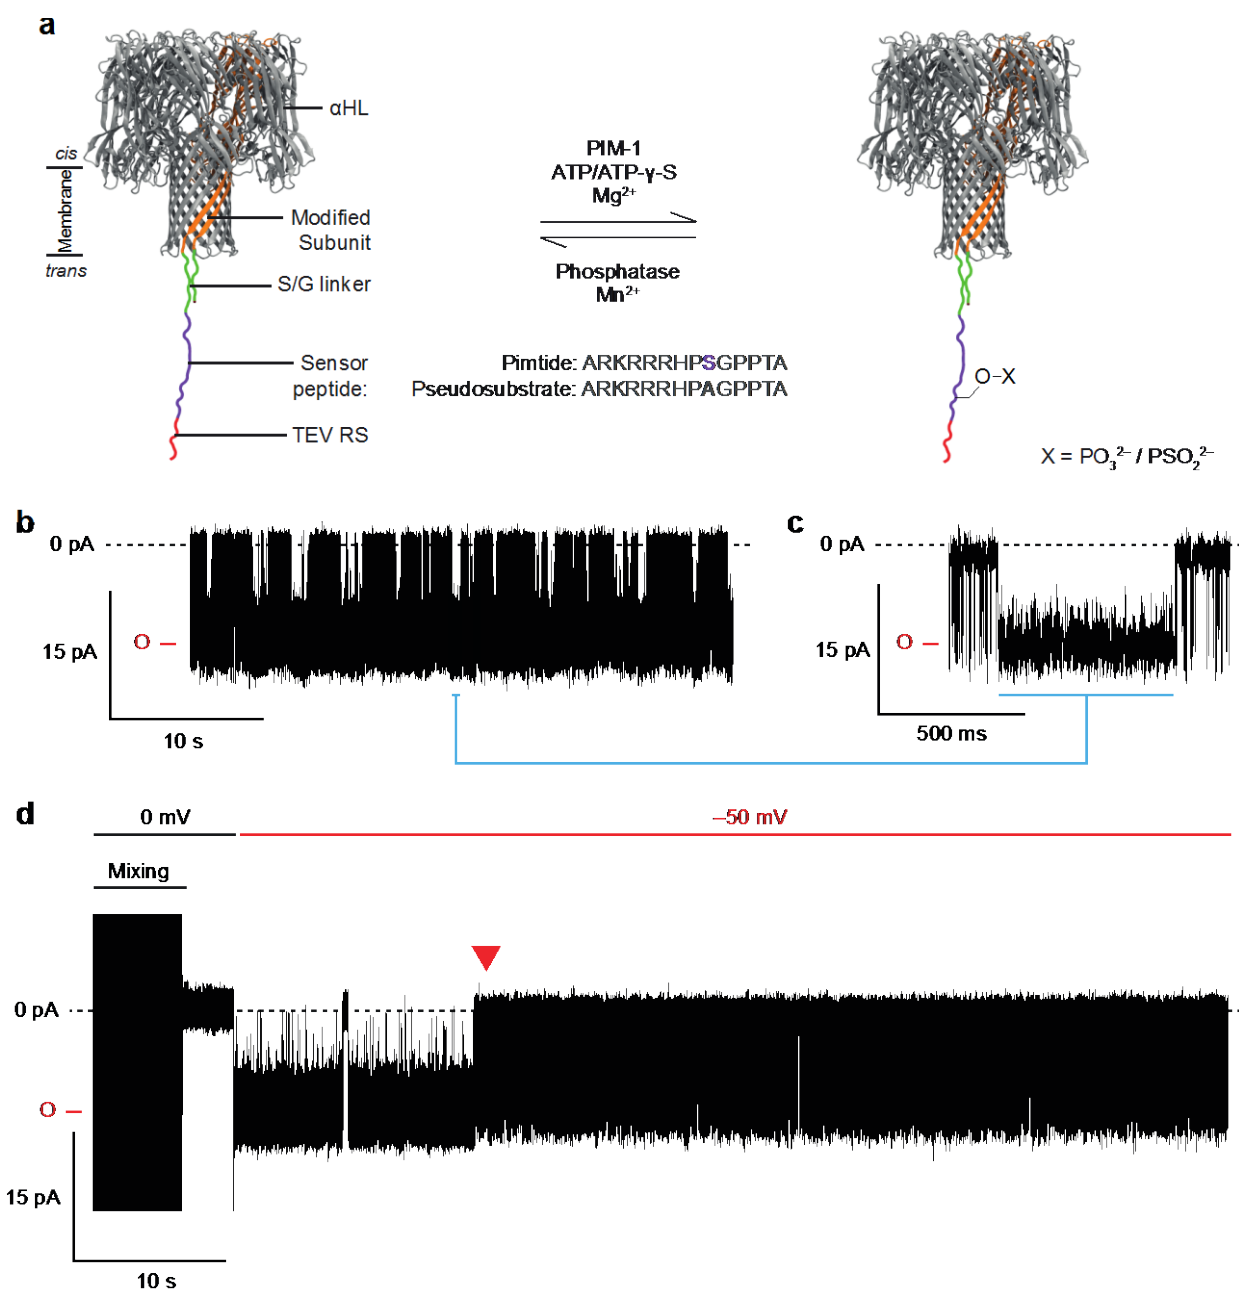 a
αHL
cis
Membrane
trans
Modified
Subunit
S/G linker
Sensor
peptide:
TEV RS
PIM-1
ATP/ATP-γ-S
Mg²⁺
Phosphatase
Mn²⁺
Pimtide: ARKRRRHPSGPPTA
Pseudosubstrate: ARKRRRHPAGPPTA
O–X
X = PO₃²⁻ / PSO₂²⁻
b
0 pA
O
15 pA
10 s
c
0 pA
O
15 pA
500 ms
d
0 mV
–50 mV
Mixing
0 pA
O
15 pA
10 s